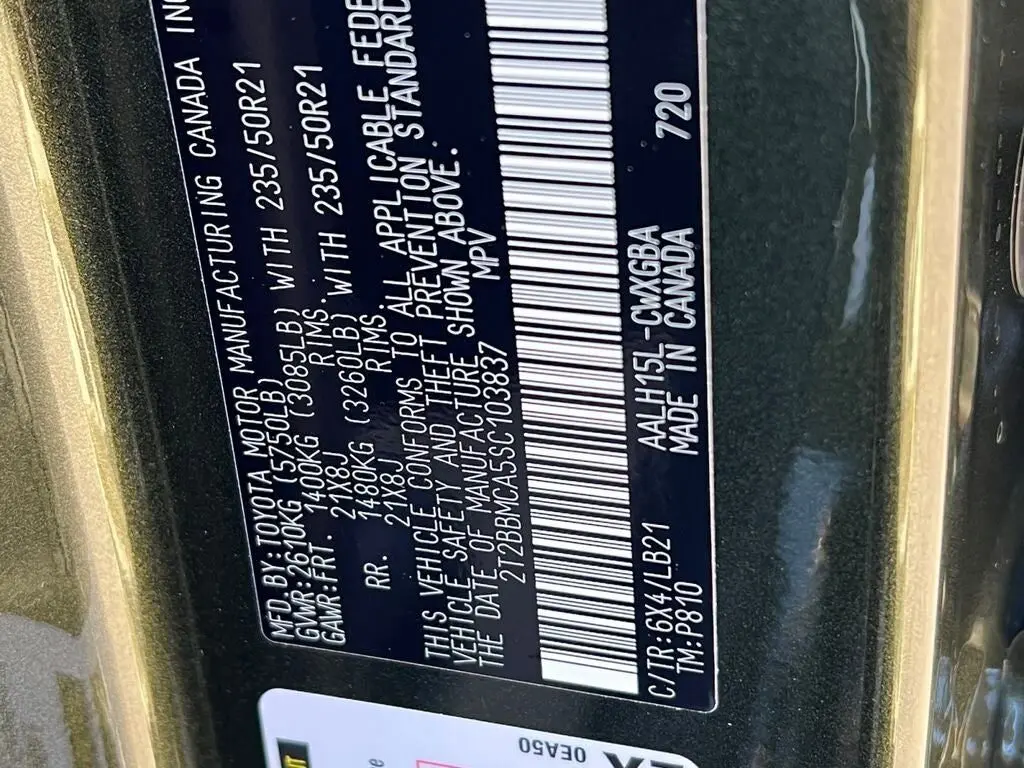 MFD.BY:TOYOTA MOTOR MANUFACTURING CANADA INC
GVWR:2610KG (5750LB)
GAWR:FRT. 1400KG (3085LB) WITH 235/50R21
21X8J RIMS.
RR. 1480KG (3260LB) WITH 235/50R21
21X8J RIMS.
THIS VEHICLE CONFORMS TO ALL APPLICABLE FEDE
VEHICLE SAFETY AND THEFT PREVENTION STANDARD
THE DATE OF MANUFACTURE SHOWN ABOVE.
2T2BBMCA5SC103837 MPV
C/TR:6X4/LB21 AALH15L-CWXGBA 720
TM:P810 MADE IN CANADA
0EA50